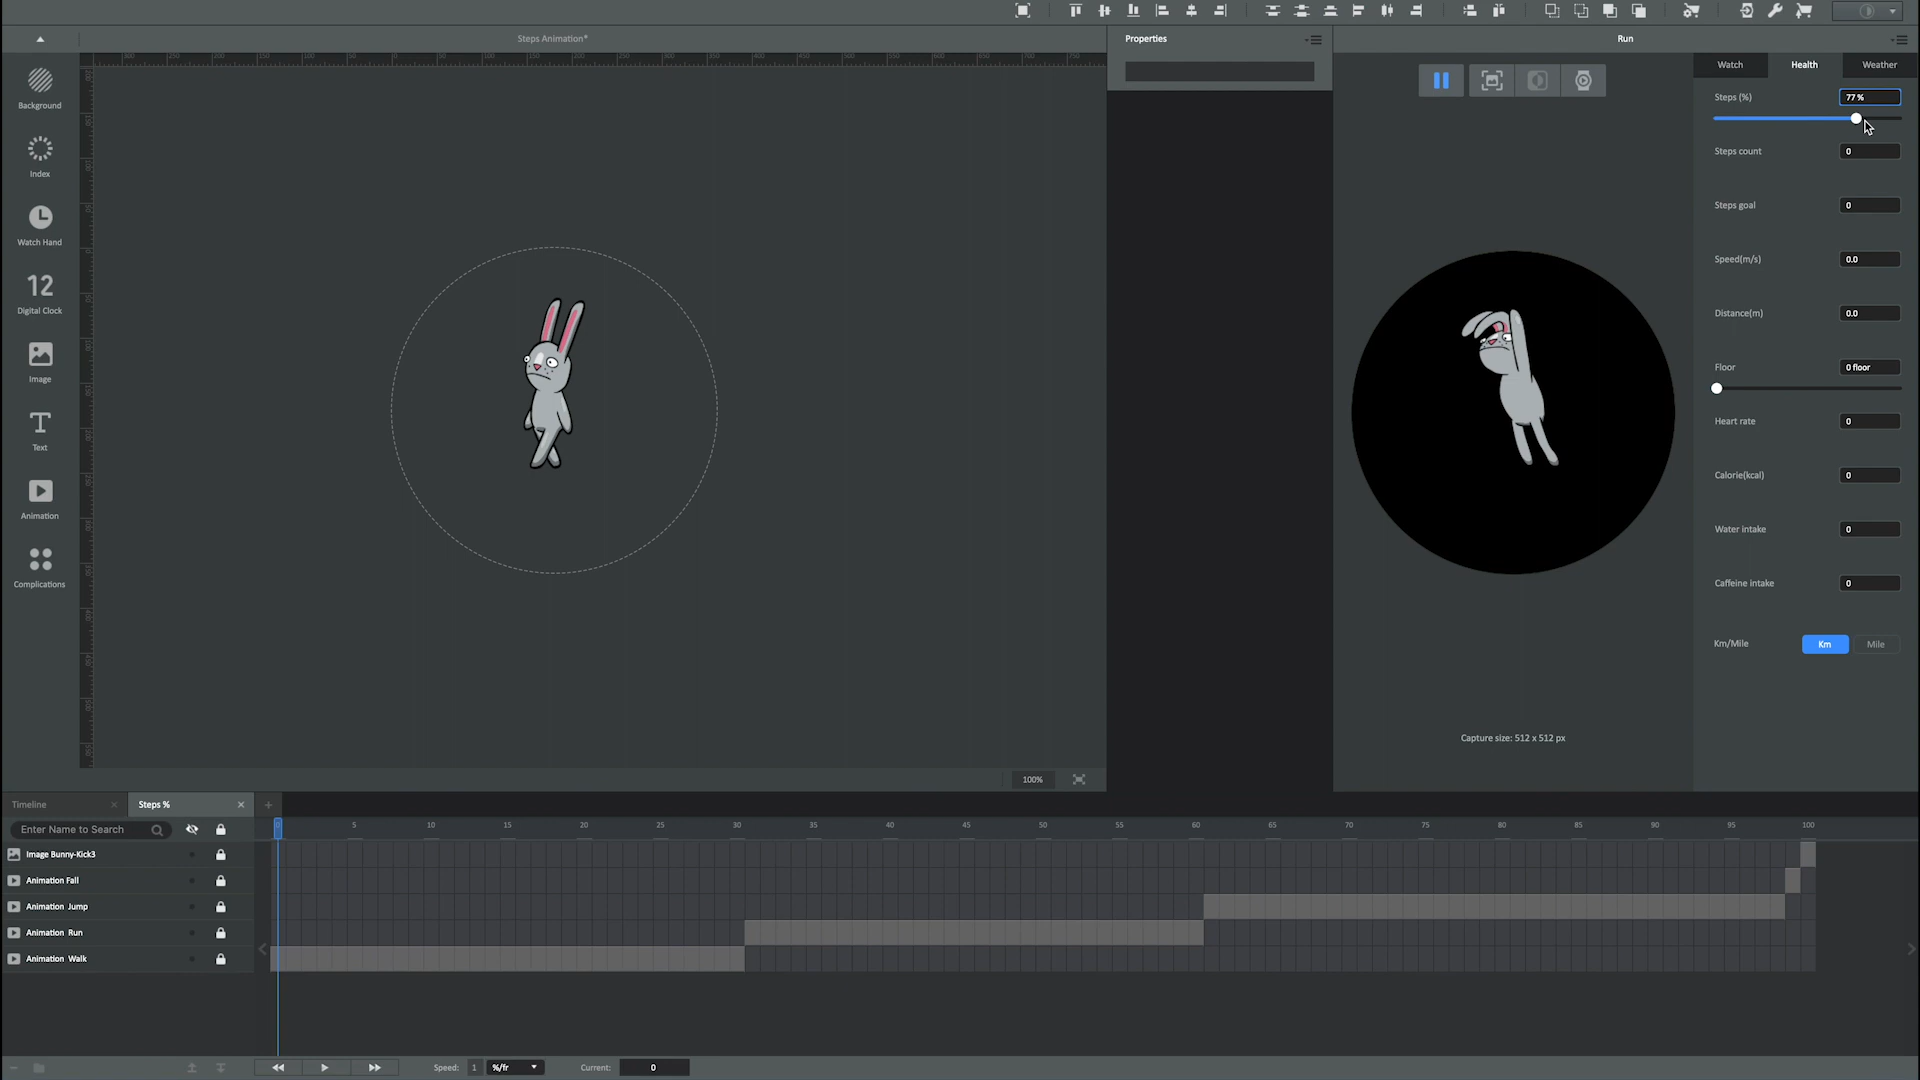 Steps Animation*
Properties
Run
Background
Index
Watch Hand
12
Digital Clock
Image
Text
Animation
Complications
Watch
Health
Weather
Steps (%)
77 %
Steps count
0
Steps goal
0
Speed(m/s)
0.0
Distance(m)
0.0
Floor
0 floor
Heart rate
0
Calorie(kcal)
0
Water intake
0
Caffeine intake
0
Km/Mile
Km
Mile
Capture size: 512 x 512 px
100%
Timeline
Steps %
Enter Name to Search
0 5 10 15 20 25 30 35 40 45 50 55 60 65 70 75 80 85 90 95 100
Image Bunny-Kick3
Animation Fall
Animation Jump
Animation Run
Animation Walk
Speed: 1 %/fr
Current: 0